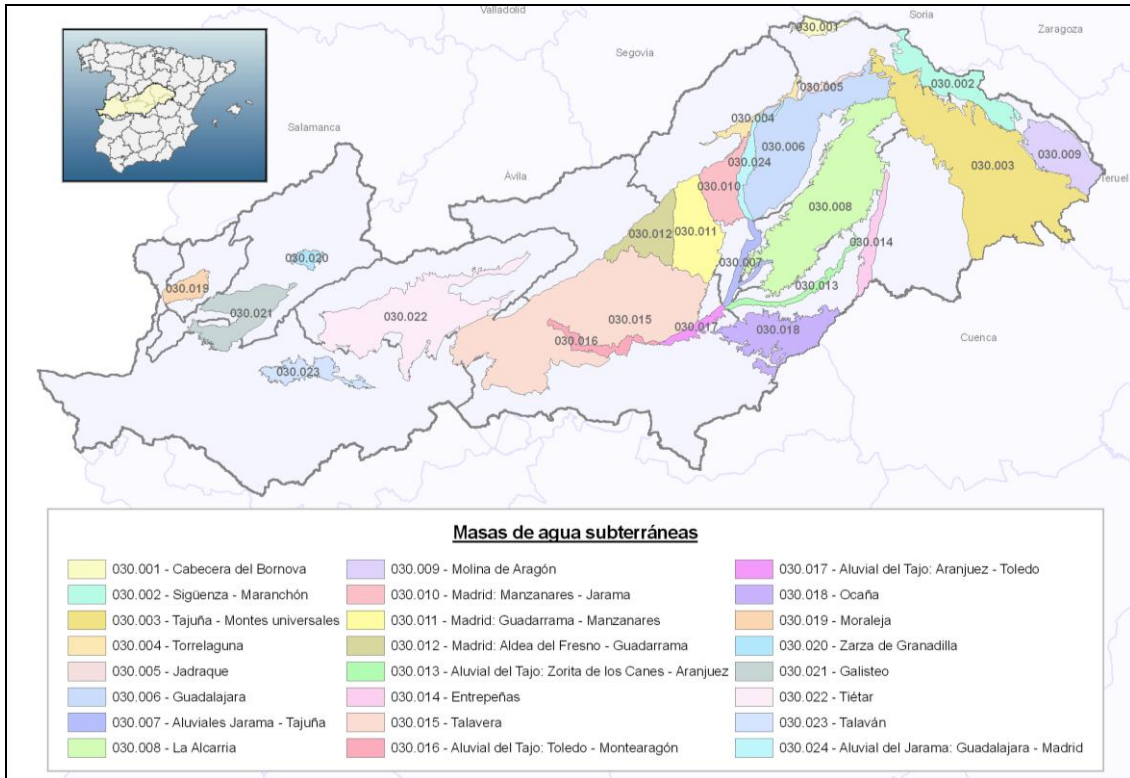 Valladolid
Soria
Zaragoza
Segovia
Salamanca
Ávila
Teruel
Cuenca
030.001
030.002
030.005
030.004
030.006
030.003
030.009
030.024
030.010
030.008
030.012
030.011
030.014
030.007
030.013
030.020
030.019
030.021
030.022
030.015
030.017
030.018
030.016
030.023
Masas de agua subterráneas
030.001 - Cabecera del Bornova
030.002 - Sigüenza - Maranchón
030.003 - Tajuña - Montes universales
030.004 - Torrelaguna
030.005 - Jadraque
030.006 - Guadalajara
030.007 - Aluviales Jarama - Tajuña
030.008 - La Alcarria
030.009 - Molina de Aragón
030.010 - Madrid: Manzanares - Jarama
030.011 - Madrid: Guadarrama - Manzanares
030.012 - Madrid: Aldea del Fresno - Guadarrama
030.013 - Aluvial del Tajo: Zorita de los Canes - Aranjuez
030.014 - Entrepeñas
030.015 - Talavera
030.016 - Aluvial del Tajo: Toledo - Montearagón
030.017 - Aluvial del Tajo: Aranjuez - Toledo
030.018 - Ocaña
030.019 - Moraleja
030.020 - Zarza de Granadilla
030.021 - Galisteo
030.022 - Tiétar
030.023 - Talaván
030.024 - Aluvial del Jarama: Guadalajara - Madrid